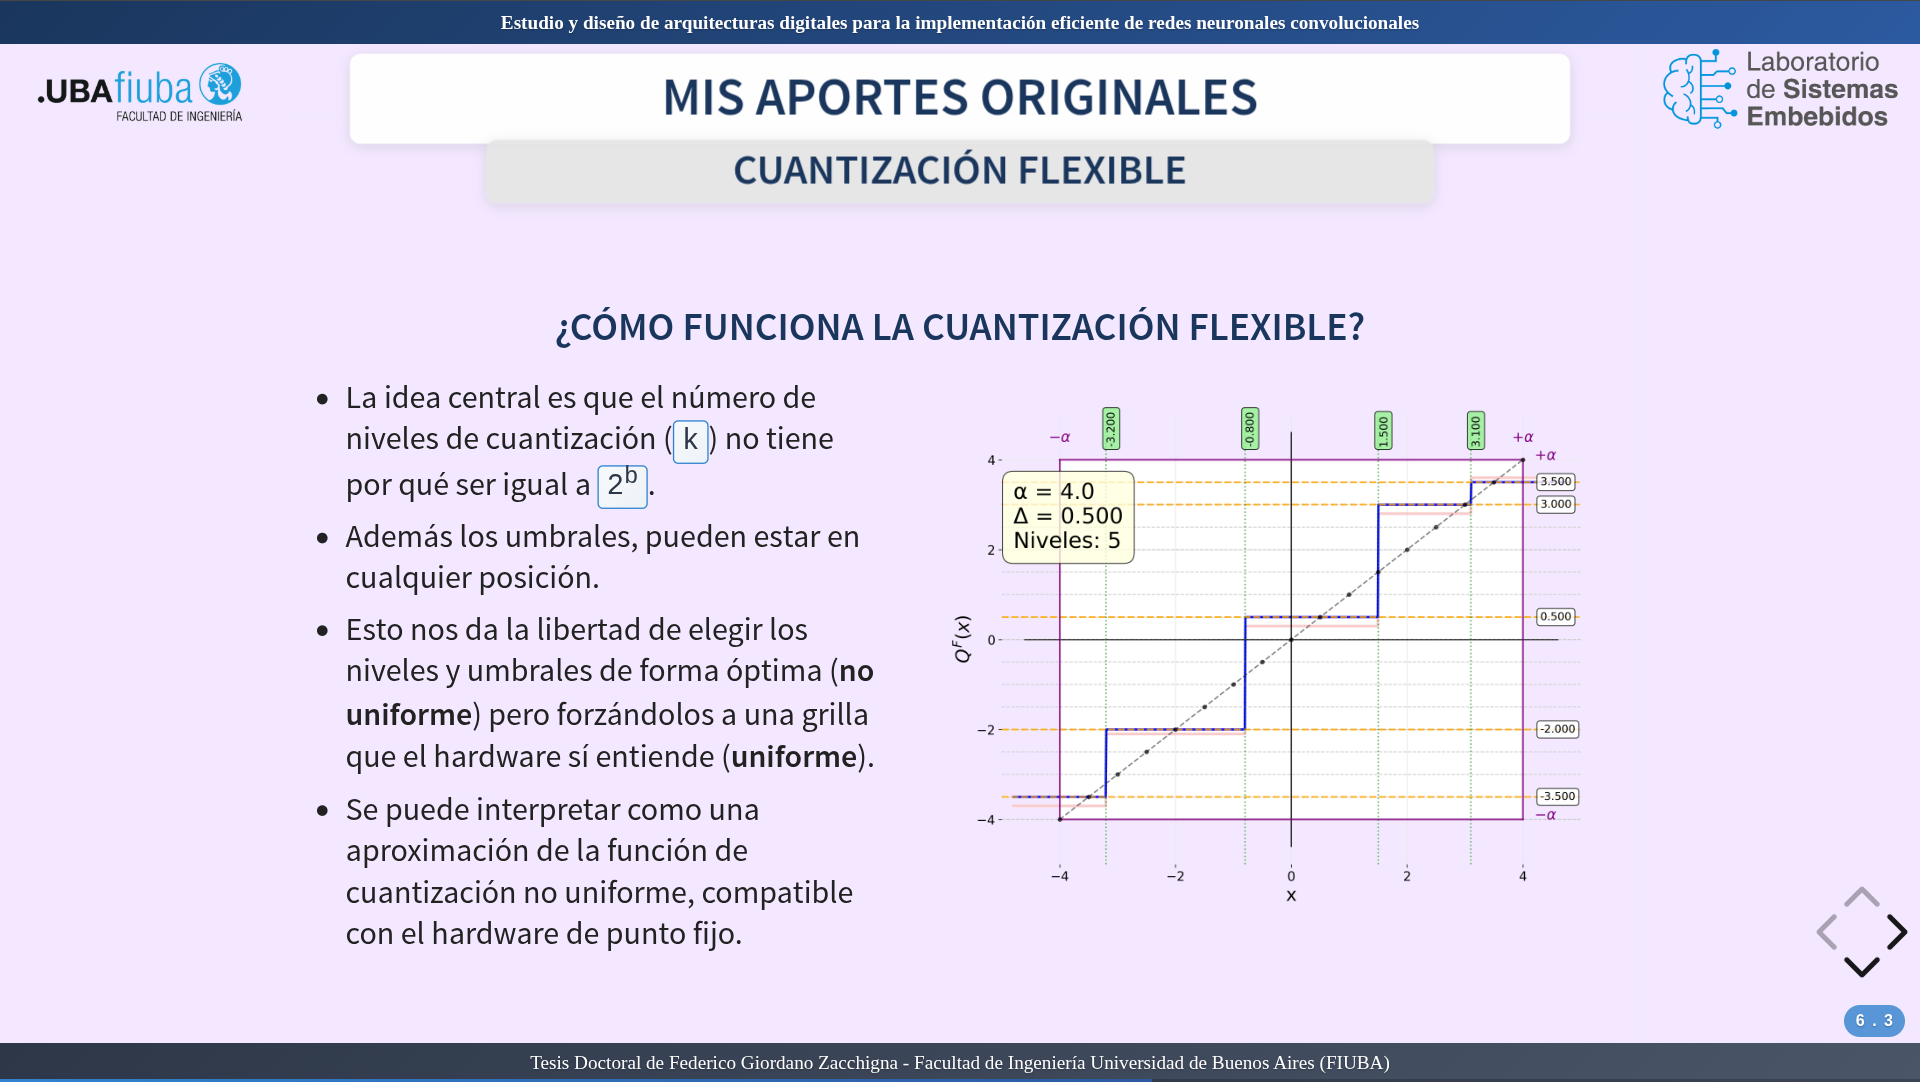 Estudio y diseño de arquitecturas digitales para la implementación eficiente de redes neuronales convolucionales
.UBAfiuba
FACULTAD DE INGENIERÍA
Laboratorio
de Sistemas
Embebidos
MIS APORTES ORIGINALES
CUANTIZACIÓN FLEXIBLE
¿CÓMO FUNCIONA LA CUANTIZACIÓN FLEXIBLE?
• La idea central es que el número de
niveles de cuantización ( k ) no tiene
por qué ser igual a 2^b.
• Además los umbrales, pueden estar en
cualquier posición.
• Esto nos da la libertad de elegir los
niveles y umbrales de forma óptima (no
uniforme) pero forzándolos a una grilla
que el hardware sí entiende (uniforme).
• Se puede interpretar como una
aproximación de la función de
cuantización no uniforme, compatible
con el hardware de punto fijo.
−α -3.200 -0.800 1.500 3.100 +α
+α
α = 4.0
Δ = 0.500
Niveles: 5
4
2
0
−2
−4
Q^F(x)
3.500
3.000
0.500
-2.000
-3.500
−α
−4 −2 0 2 4
x
6.3
Tesis Doctoral de Federico Giordano Zacchigna - Facultad de Ingeniería Universidad de Buenos Aires (FIUBA)